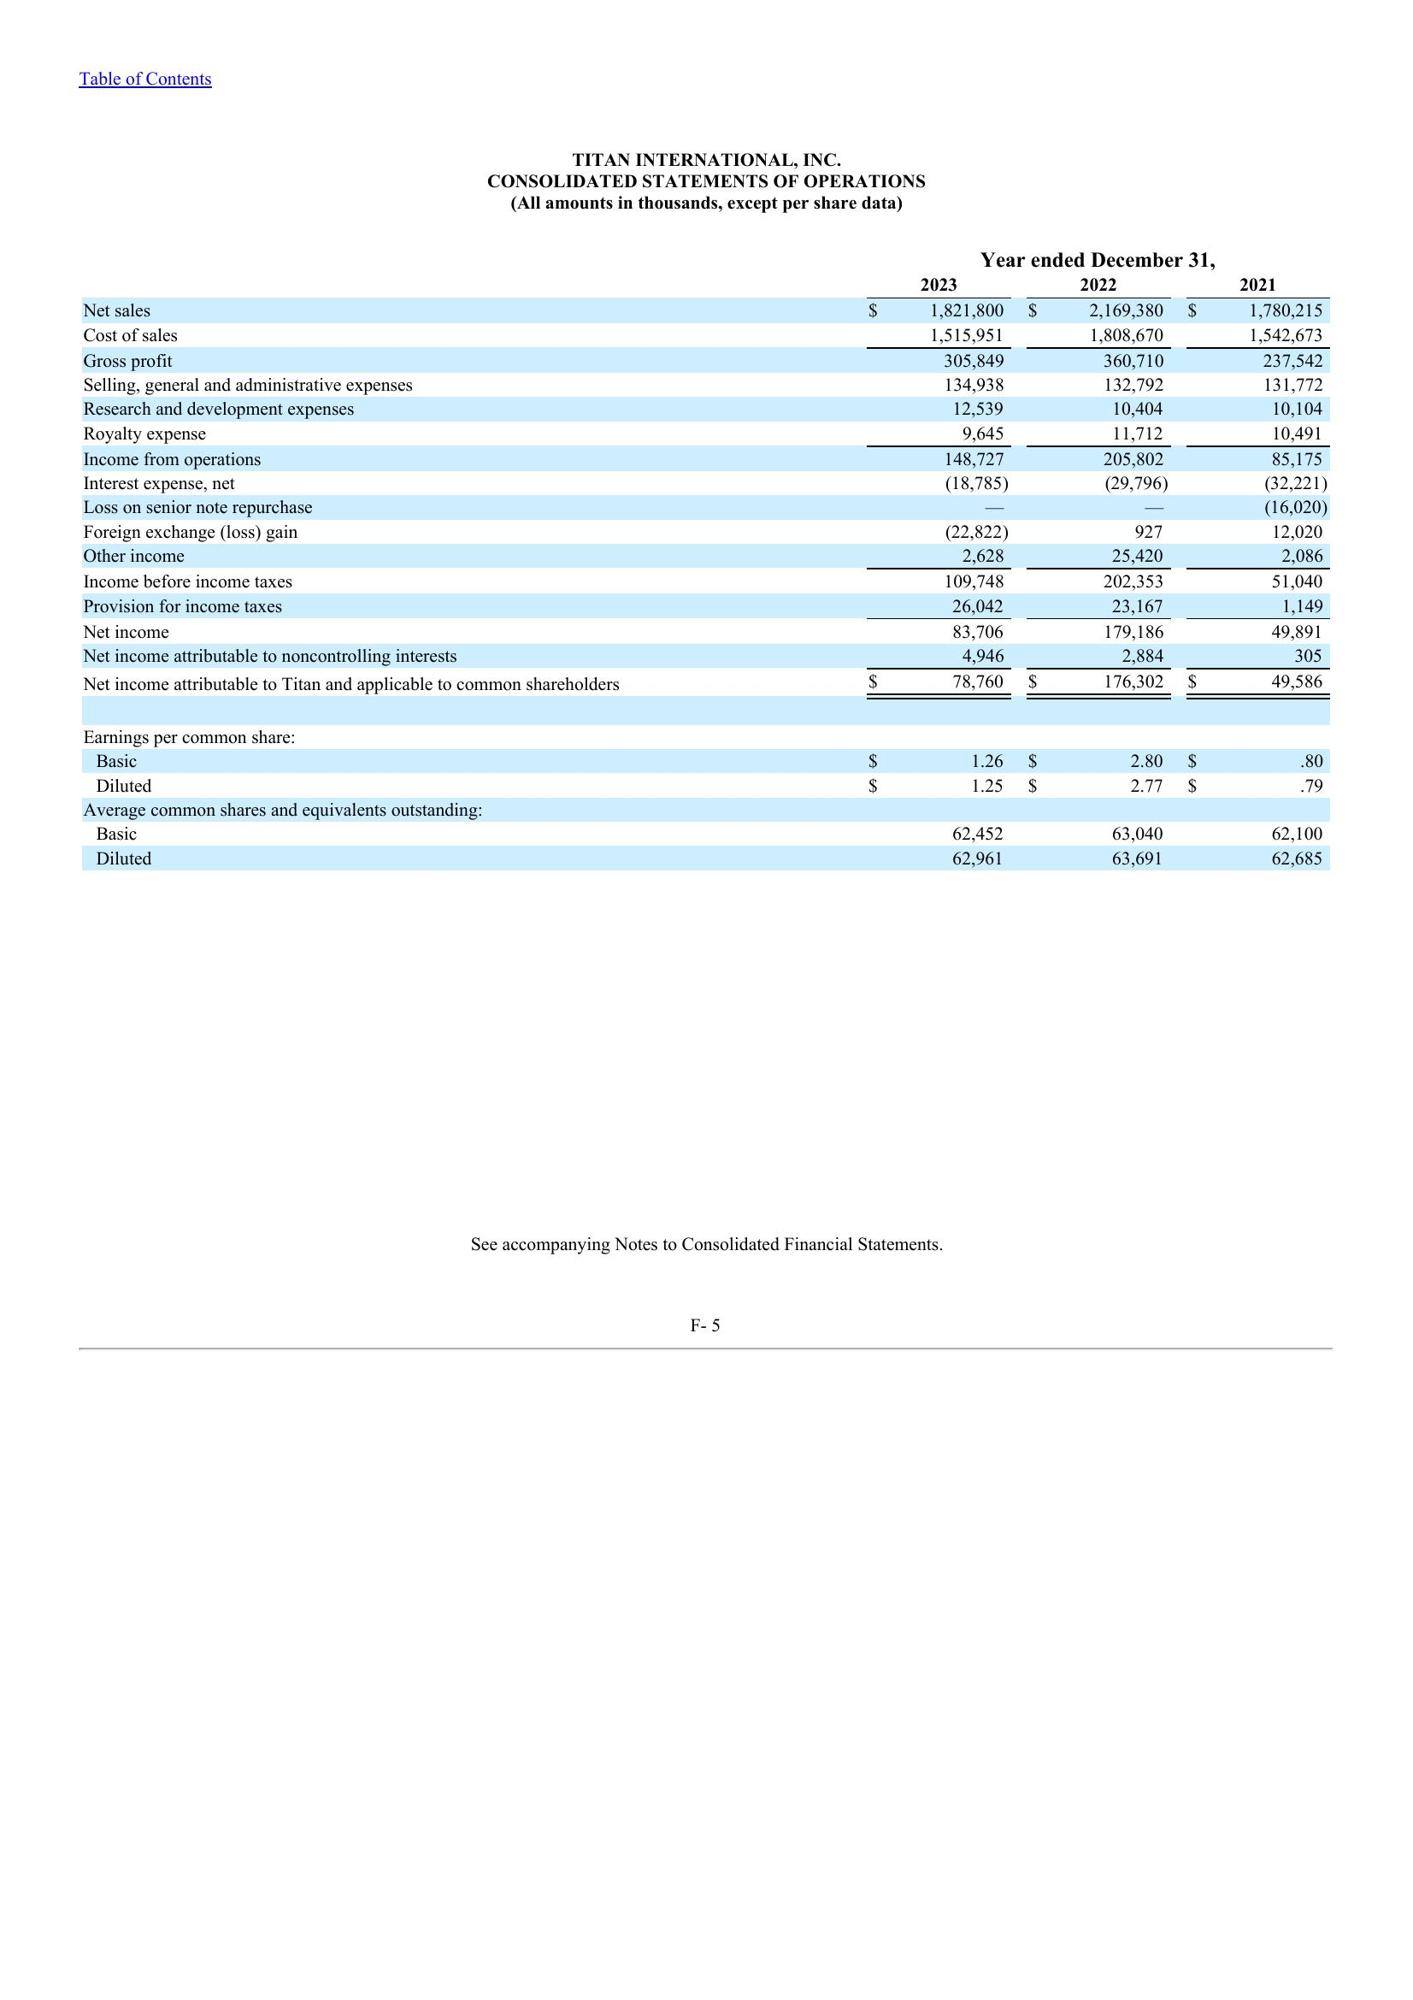 Table of Contents
TITAN INTERNATIONAL, INC.
CONSOLIDATED STATEMENTS OF OPERATIONS
(All amounts in thousands, except per share data)
Year ended December 31,
2023 2022 2021
Net sales $ 1,821,800 $ 2,169,380 $ 1,780,215
Cost of sales 1,515,951 1,808,670 1,542,673
Gross profit 305,849 360,710 237,542
Selling, general and administrative expenses 134,938 132,792 131,772
Research and development expenses 12,539 10,404 10,104
Royalty expense 9,645 11,712 10,491
Income from operations 148,727 205,802 85,175
Interest expense, net (18,785) (29,796) (32,221)
Loss on senior note repurchase — — (16,020)
Foreign exchange (loss) gain (22,822) 927 12,020
Other income 2,628 25,420 2,086
Income before income taxes 109,748 202,353 51,040
Provision for income taxes 26,042 23,167 1,149
Net income 83,706 179,186 49,891
Net income attributable to noncontrolling interests 4,946 2,884 305
Net income attributable to Titan and applicable to common shareholders $ 78,760 $ 176,302 $ 49,586
Earnings per common share:
Basic $ 1.26 $ 2.80 $ .80
Diluted $ 1.25 $ 2.77 $ .79
Average common shares and equivalents outstanding:
Basic 62,452 63,040 62,100
Diluted 62,961 63,691 62,685
See accompanying Notes to Consolidated Financial Statements.
F- 5